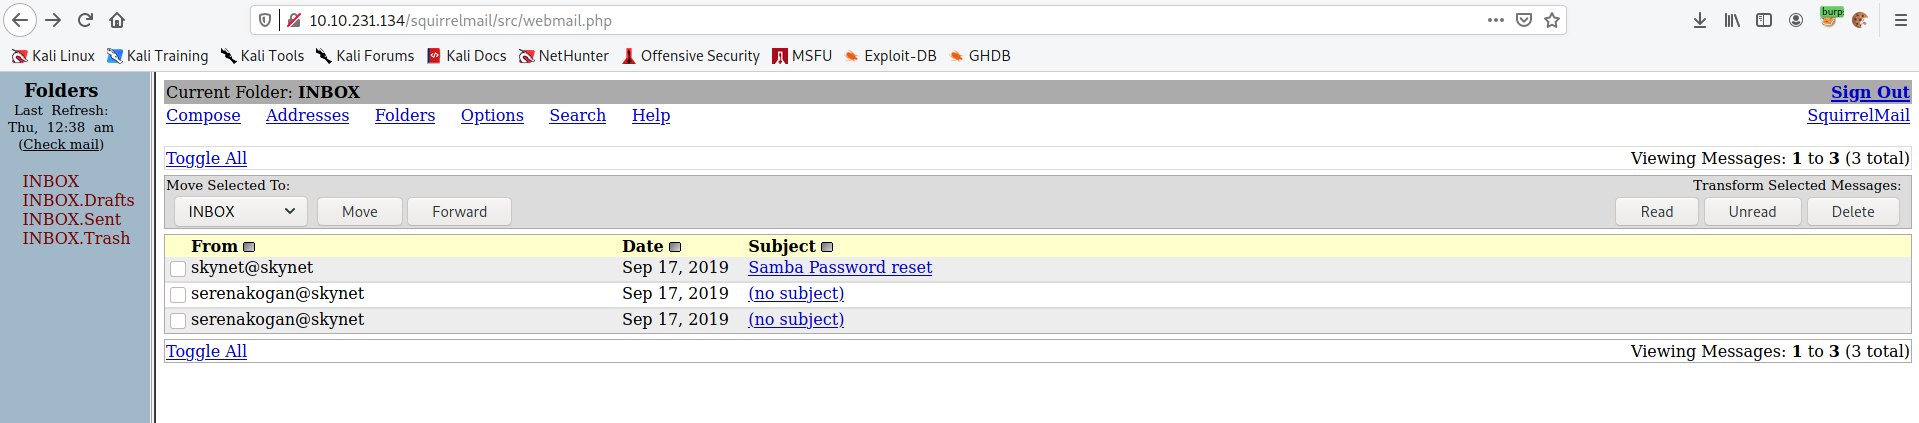 10.10.231.134/squirrelmail/src/webmail.php
burp
Kali Linux Kali Training Kali Tools Kali Forums Kali Docs NetHunter Offensive Security MSFU Exploit-DB GHDB
Folders
Last Refresh:
Thu, 12:38 am
(Check mail)
INBOX
INBOX.Drafts
INBOX.Sent
INBOX.Trash
Current Folder: INBOX Sign Out
Compose Addresses Folders Options Search Help SquirrelMail
Toggle All Viewing Messages: 1 to 3 (3 total)
Move Selected To: Transform Selected Messages:
INBOX Move Forward Read Unread Delete
From Date Subject
skynet@skynet Sep 17, 2019 Samba Password reset
serenakogan@skynet Sep 17, 2019 (no subject)
serenakogan@skynet Sep 17, 2019 (no subject)
Toggle All Viewing Messages: 1 to 3 (3 total)